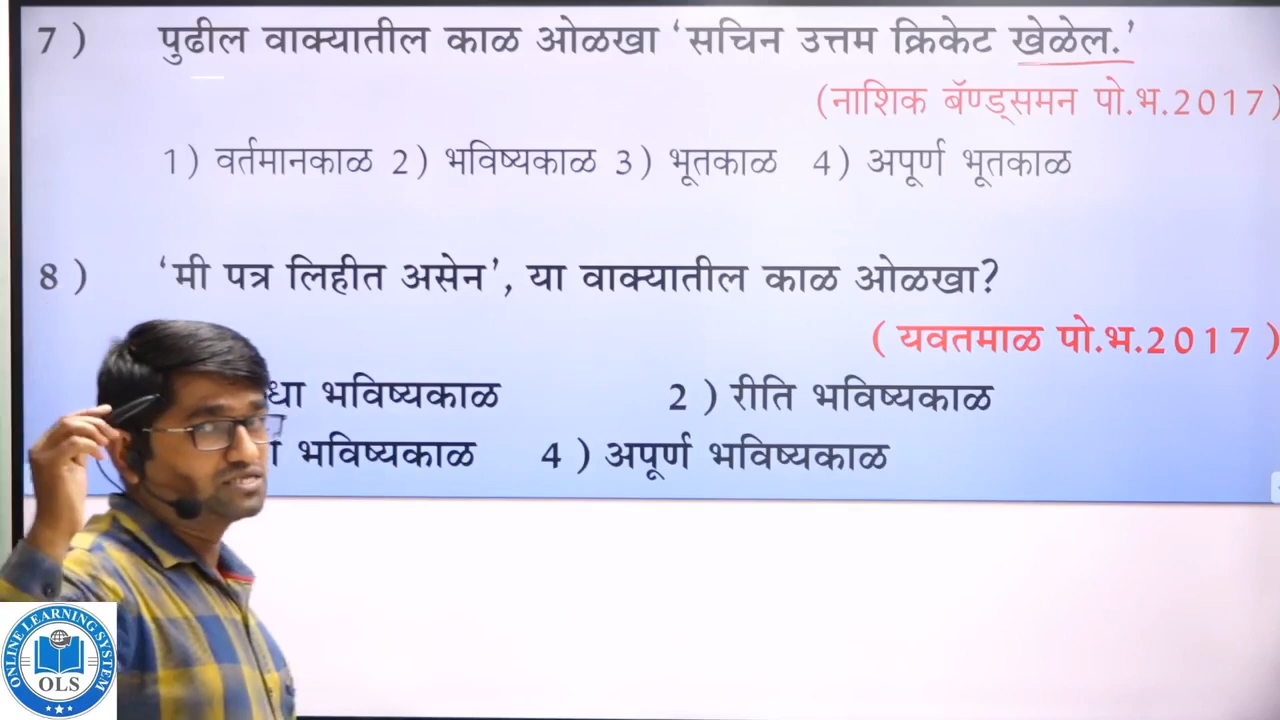 7 ) पुढील वाक्यातील काळ ओळखा ‘सचिन उत्तम क्रिकेट खेळेल.’
(नाशिक बॅण्ड्समन पो.भ.2017)
1) वर्तमानकाळ 2) भविष्यकाळ 3) भूतकाळ 4) अपूर्ण भूतकाळ
8 ) ‘मी पत्र लिहीत असेन’, या वाक्यातील काळ ओळखा?
( यवतमाळ पो.भ.2017 )
भविष्यकाळ 2 ) रीति भविष्यकाळ
भविष्यकाळ 4 ) अपूर्ण भविष्यकाळ
ONLINE LEARNING SYSTEM
OLS